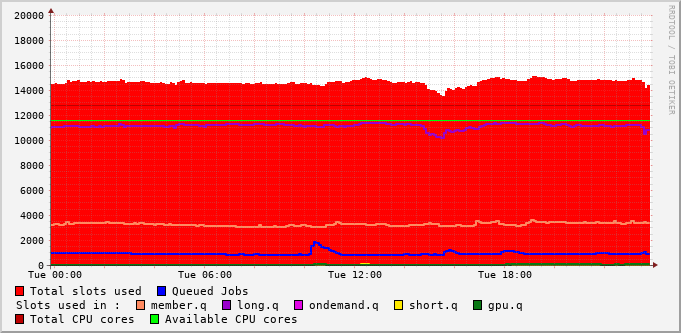 20000
18000
16000
14000
12000
10000
8000
6000
4000
2000
0
Tue 00:00 Tue 06:00 Tue 12:00 Tue 18:00
RRDTOOL / TOBI OETIKER
Total slots used Queued Jobs
Slots used in : member.q long.q ondemand.q short.q gpu.q
Total CPU cores Available CPU cores